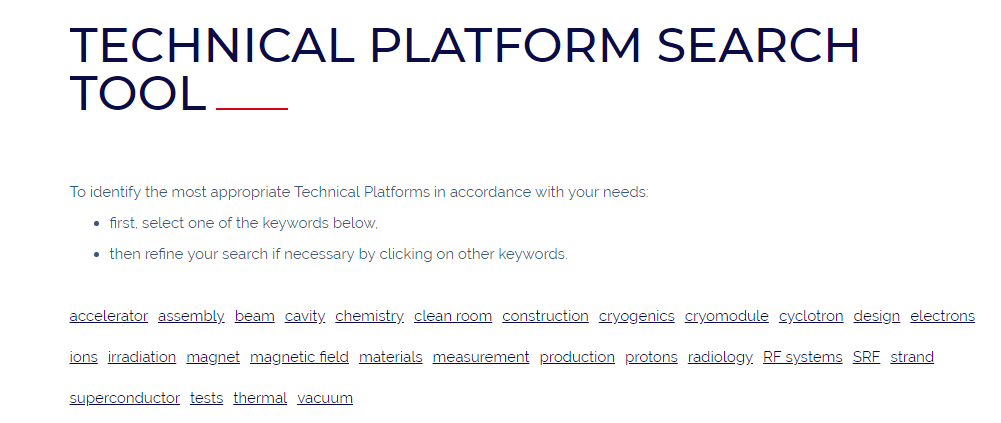 TECHNICAL PLATFORM SEARCH
TOOL
To identify the most appropriate Technical Platforms in accordance with your needs:
• first, select one of the keywords below,
• then refine your search if necessary by clicking on other keywords.
accelerator assembly beam cavity chemistry clean room construction cryogenics cryomodule cyclotron design electrons
ions irradiation magnet magnetic field materials measurement production protons radiology RF systems SRF strand
superconductor tests thermal vacuum